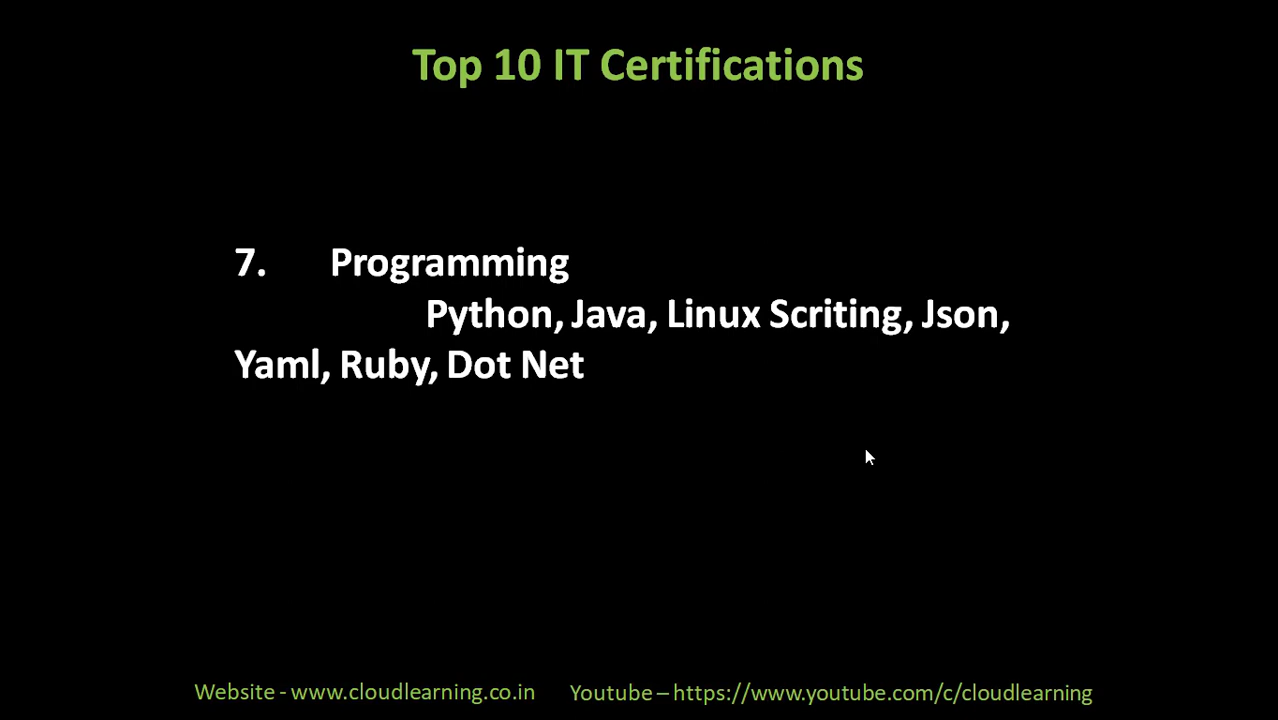 Top 10 IT Certifications
7. Programming
Python, Java, Linux Scriting, Json,
Yaml, Ruby, Dot Net
Website - www.cloudlearning.co.in Youtube – https://www.youtube.com/c/cloudlearning